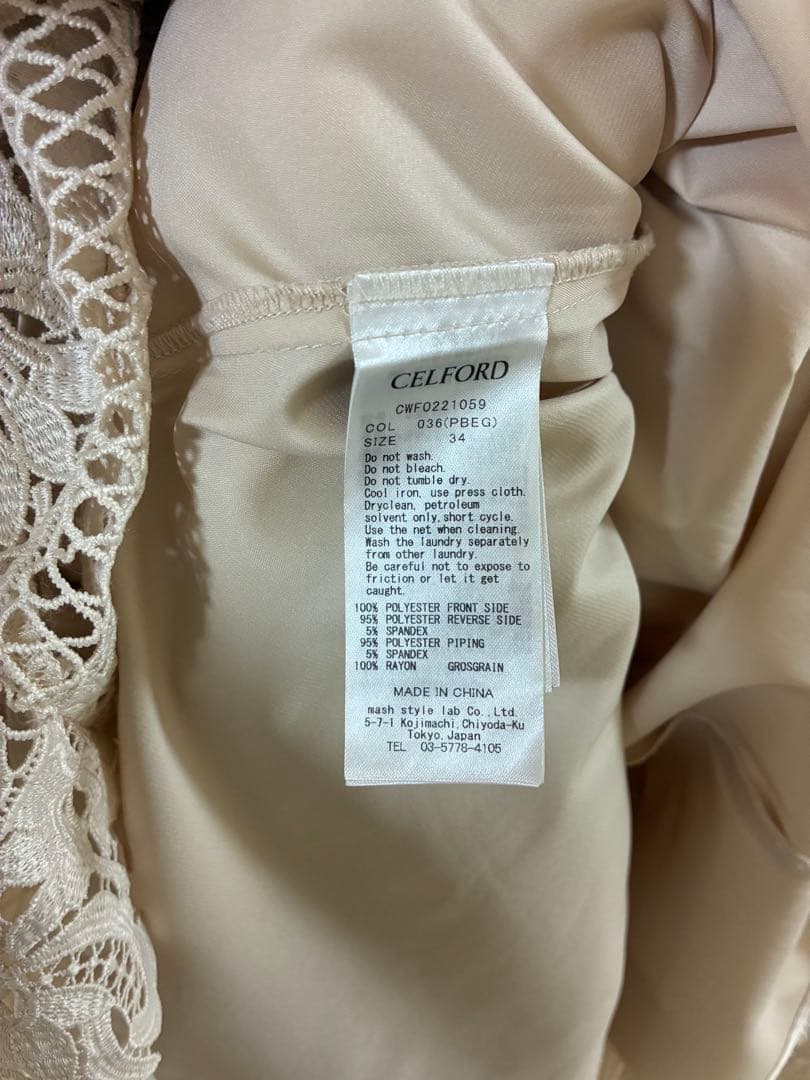 CELFORD
CWFO221059
COL 036(PBEG)
SIZE 34
Do not wash.
Do not bleach.
Do not tumble dry.
Cool iron, use press cloth.
Dryclean, petroleum
solvent only,short cycle.
Use the net when cleaning.
Wash the laundry separately
from other laundry.
Be careful not to expose to
friction or let it get
caught.
100% POLYESTER FRONT SIDE
95% POLYESTER REVERSE SIDE
5% SPANDEX
95% POLYESTER PIPING
5% SPANDEX
100% RAYON GROSGRAIN
MADE IN CHINA
mash style lab Co.,Ltd.
5-7-1 Kojimachi,Chiyoda-Ku
Tokyo,Japan
TEL 03-5778-4105